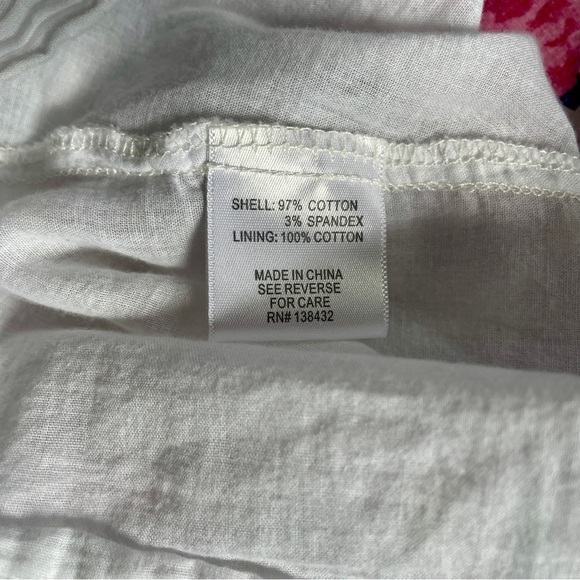 SHELL: 97% COTTON
3% SPANDEX
LINING: 100% COTTON
MADE IN CHINA
SEE REVERSE
FOR CARE
RN# 138432